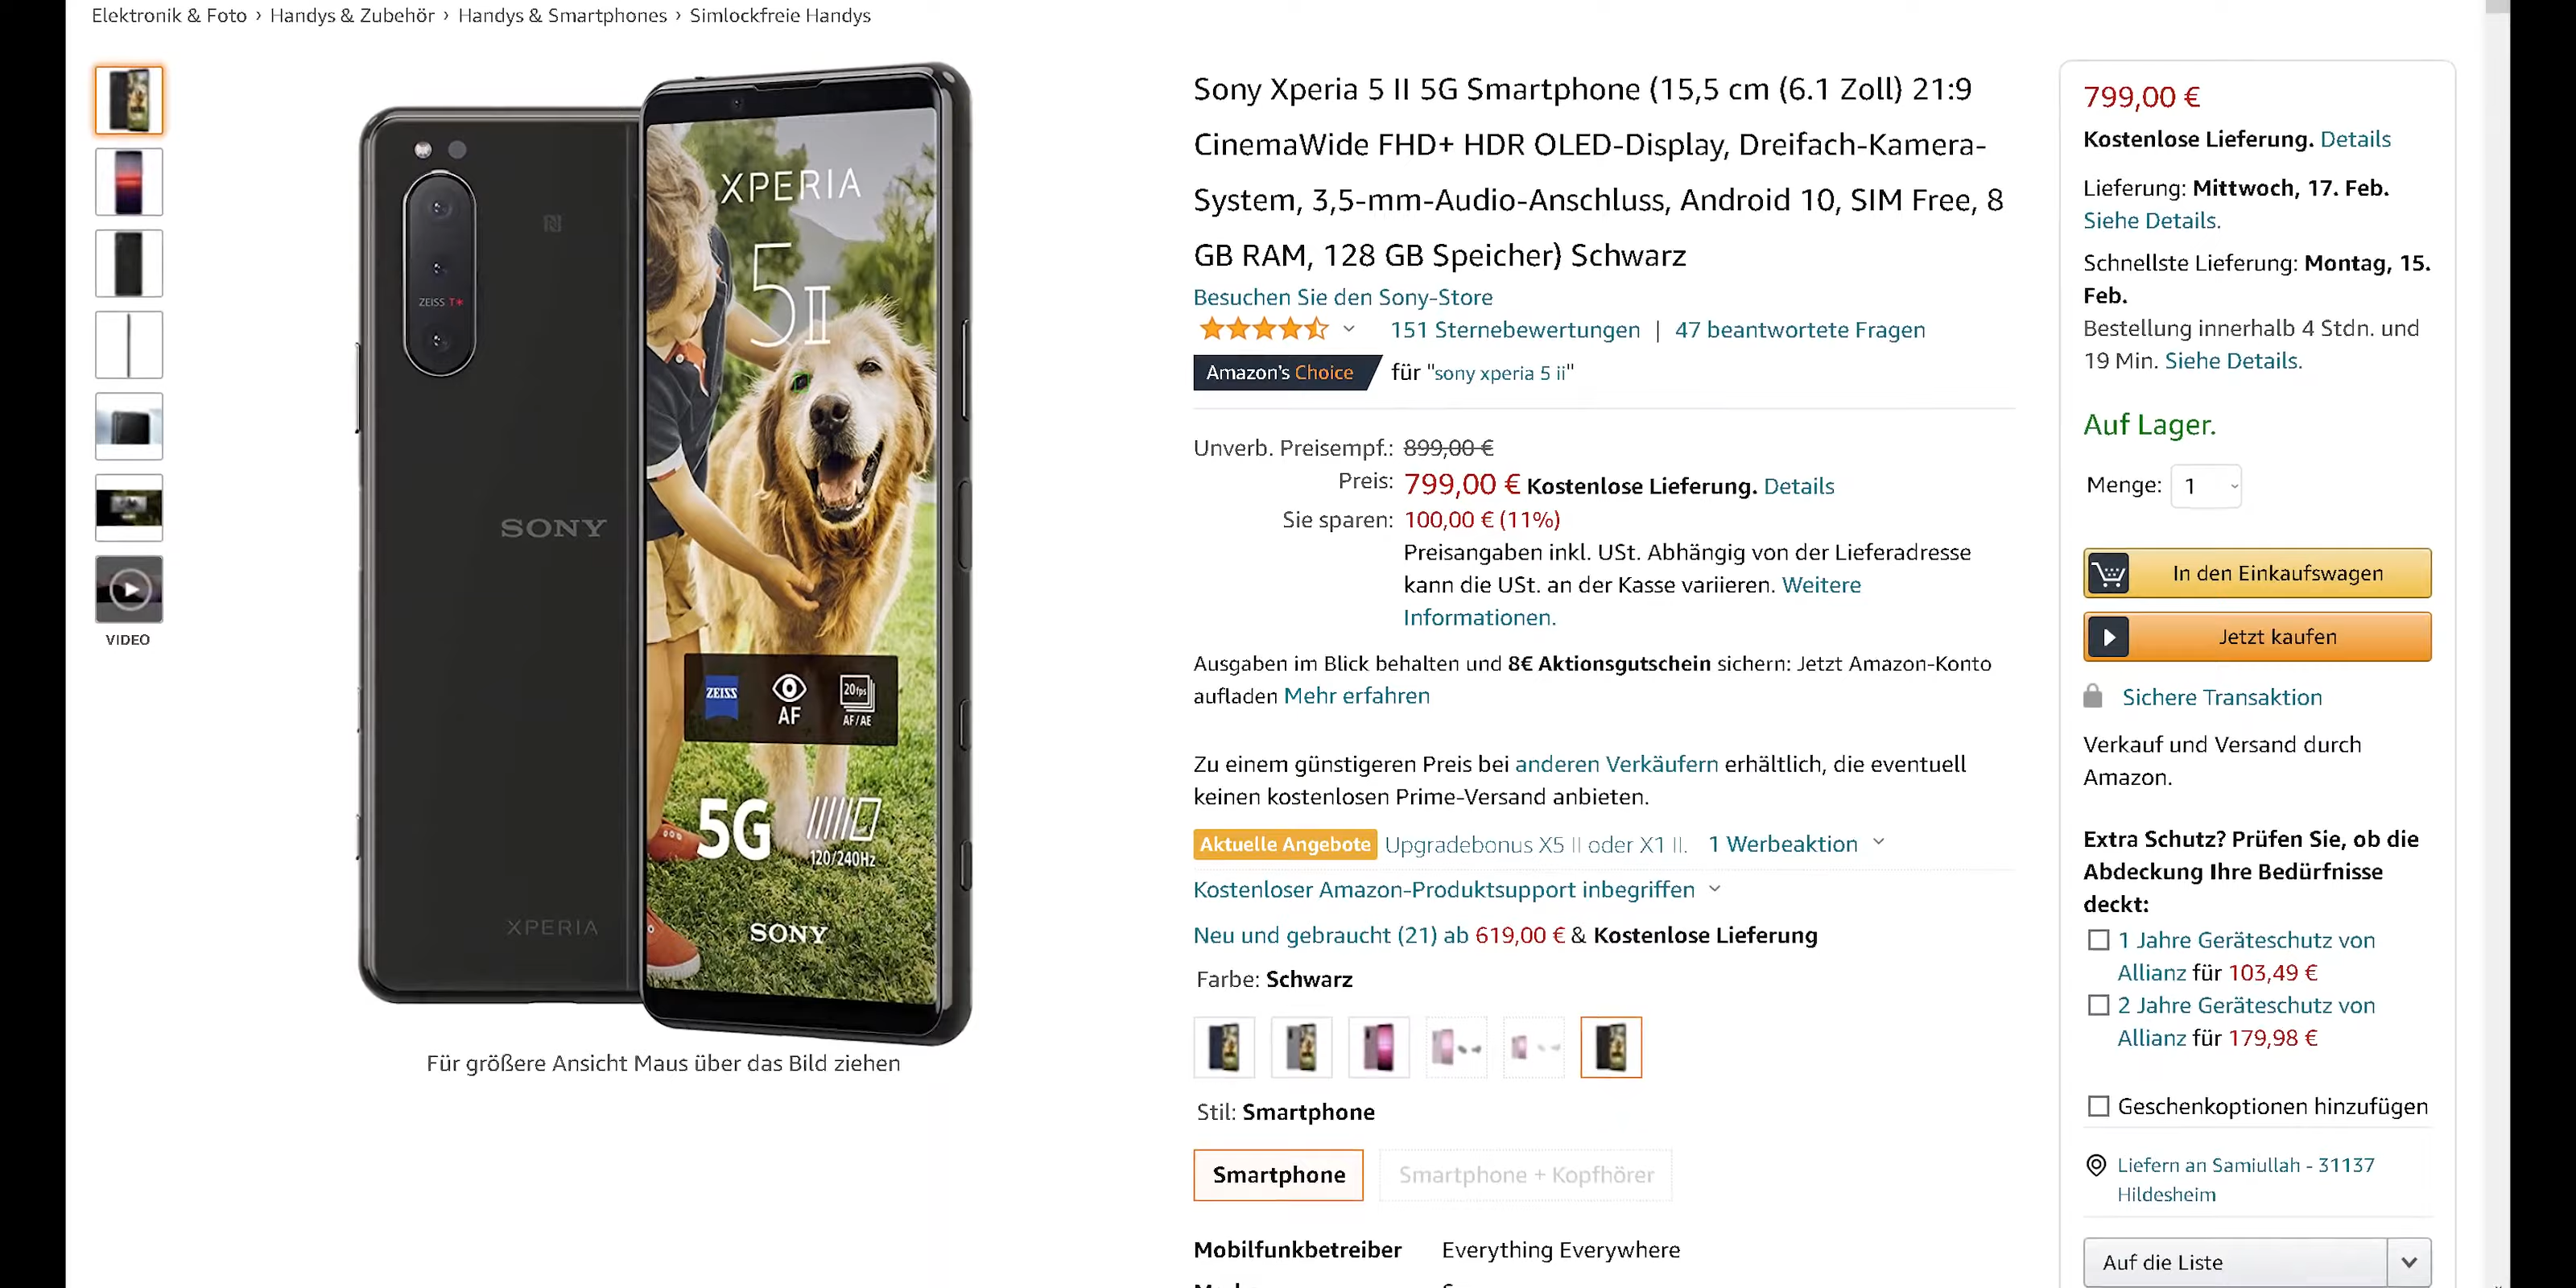 Elektronik & Foto › Handys & Zubehör › Handys & Smartphones › Simlockfreie Handys
VIDEO
ZEISS T*
SONY
XPERIA
XPERIA
5 II
ZEISS
AF
20fps
AF/AE
5G
120/240Hz
SONY
Für größere Ansicht Maus über das Bild ziehen
Sony Xperia 5 II 5G Smartphone (15,5 cm (6.1 Zoll) 21:9
CinemaWide FHD+ HDR OLED-Display, Dreifach-Kamera-
System, 3,5-mm-Audio-Anschluss, Android 10, SIM Free, 8
GB RAM, 128 GB Speicher) Schwarz
Besuchen Sie den Sony-Store
151 Sternebewertungen | 47 beantwortete Fragen
Amazon's Choice für "sony xperia 5 ii"
Unverb. Preisempf.: 899,00 €
Preis: 799,00 € Kostenlose Lieferung. Details
Sie sparen: 100,00 € (11%)
Preisangaben inkl. USt. Abhängig von der Lieferadresse
kann die USt. an der Kasse variieren. Weitere
Informationen.
Ausgaben im Blick behalten und 8€ Aktionsgutschein sichern: Jetzt Amazon-Konto
aufladen Mehr erfahren
Zu einem günstigeren Preis bei anderen Verkäufern erhältlich, die eventuell
keinen kostenlosen Prime-Versand anbieten.
Aktuelle Angebote Upgradebonus X5 II oder X1 II. 1 Werbeaktion
Kostenloser Amazon-Produktsupport inbegriffen
Neu und gebraucht (21) ab 619,00 € & Kostenlose Lieferung
Farbe: Schwarz
Stil: Smartphone
Smartphone
Smartphone + Kopfhörer
Mobilfunkbetreiber Everything Everywhere
799,00 €
Kostenlose Lieferung. Details
Lieferung: Mittwoch, 17. Feb.
Siehe Details.
Schnellste Lieferung: Montag, 15.
Feb.
Bestellung innerhalb 4 Stdn. und
19 Min. Siehe Details.
Auf Lager.
Menge: 1
In den Einkaufswagen
Jetzt kaufen
Sichere Transaktion
Verkauf und Versand durch
Amazon.
Extra Schutz? Prüfen Sie, ob die
Abdeckung Ihre Bedürfnisse
deckt:
1 Jahre Geräteschutz von
Allianz für 103,49 €
2 Jahre Geräteschutz von
Allianz für 179,98 €
Geschenkoptionen hinzufügen
Liefern an Samiullah - 31137
Hildesheim
Auf die Liste